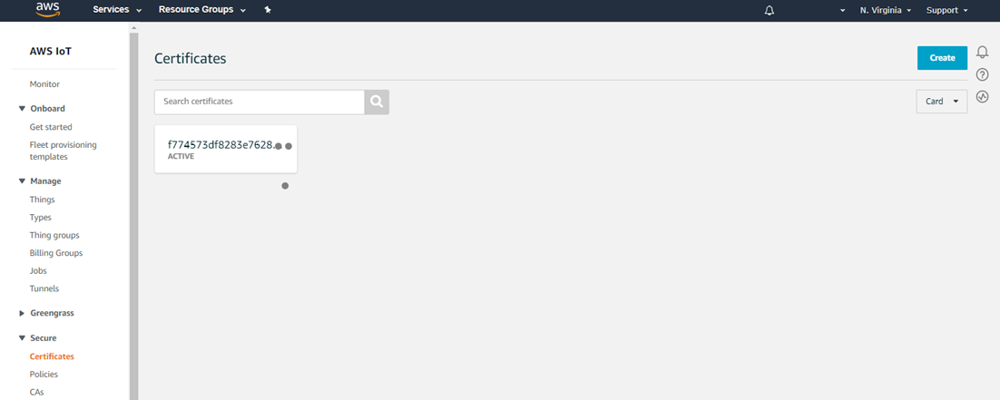 aws
Services
Resource Groups
N. Virginia
Support
AWS IoT
Monitor
Onboard
Get started
Fleet provisioning
templates
Manage
Things
Types
Thing groups
Billing Groups
Jobs
Tunnels
Greengrass
Secure
Certificates
Policies
CAs
Certificates
Create
Search certificates
Card
f774573df8283e7628...
ACTIVE